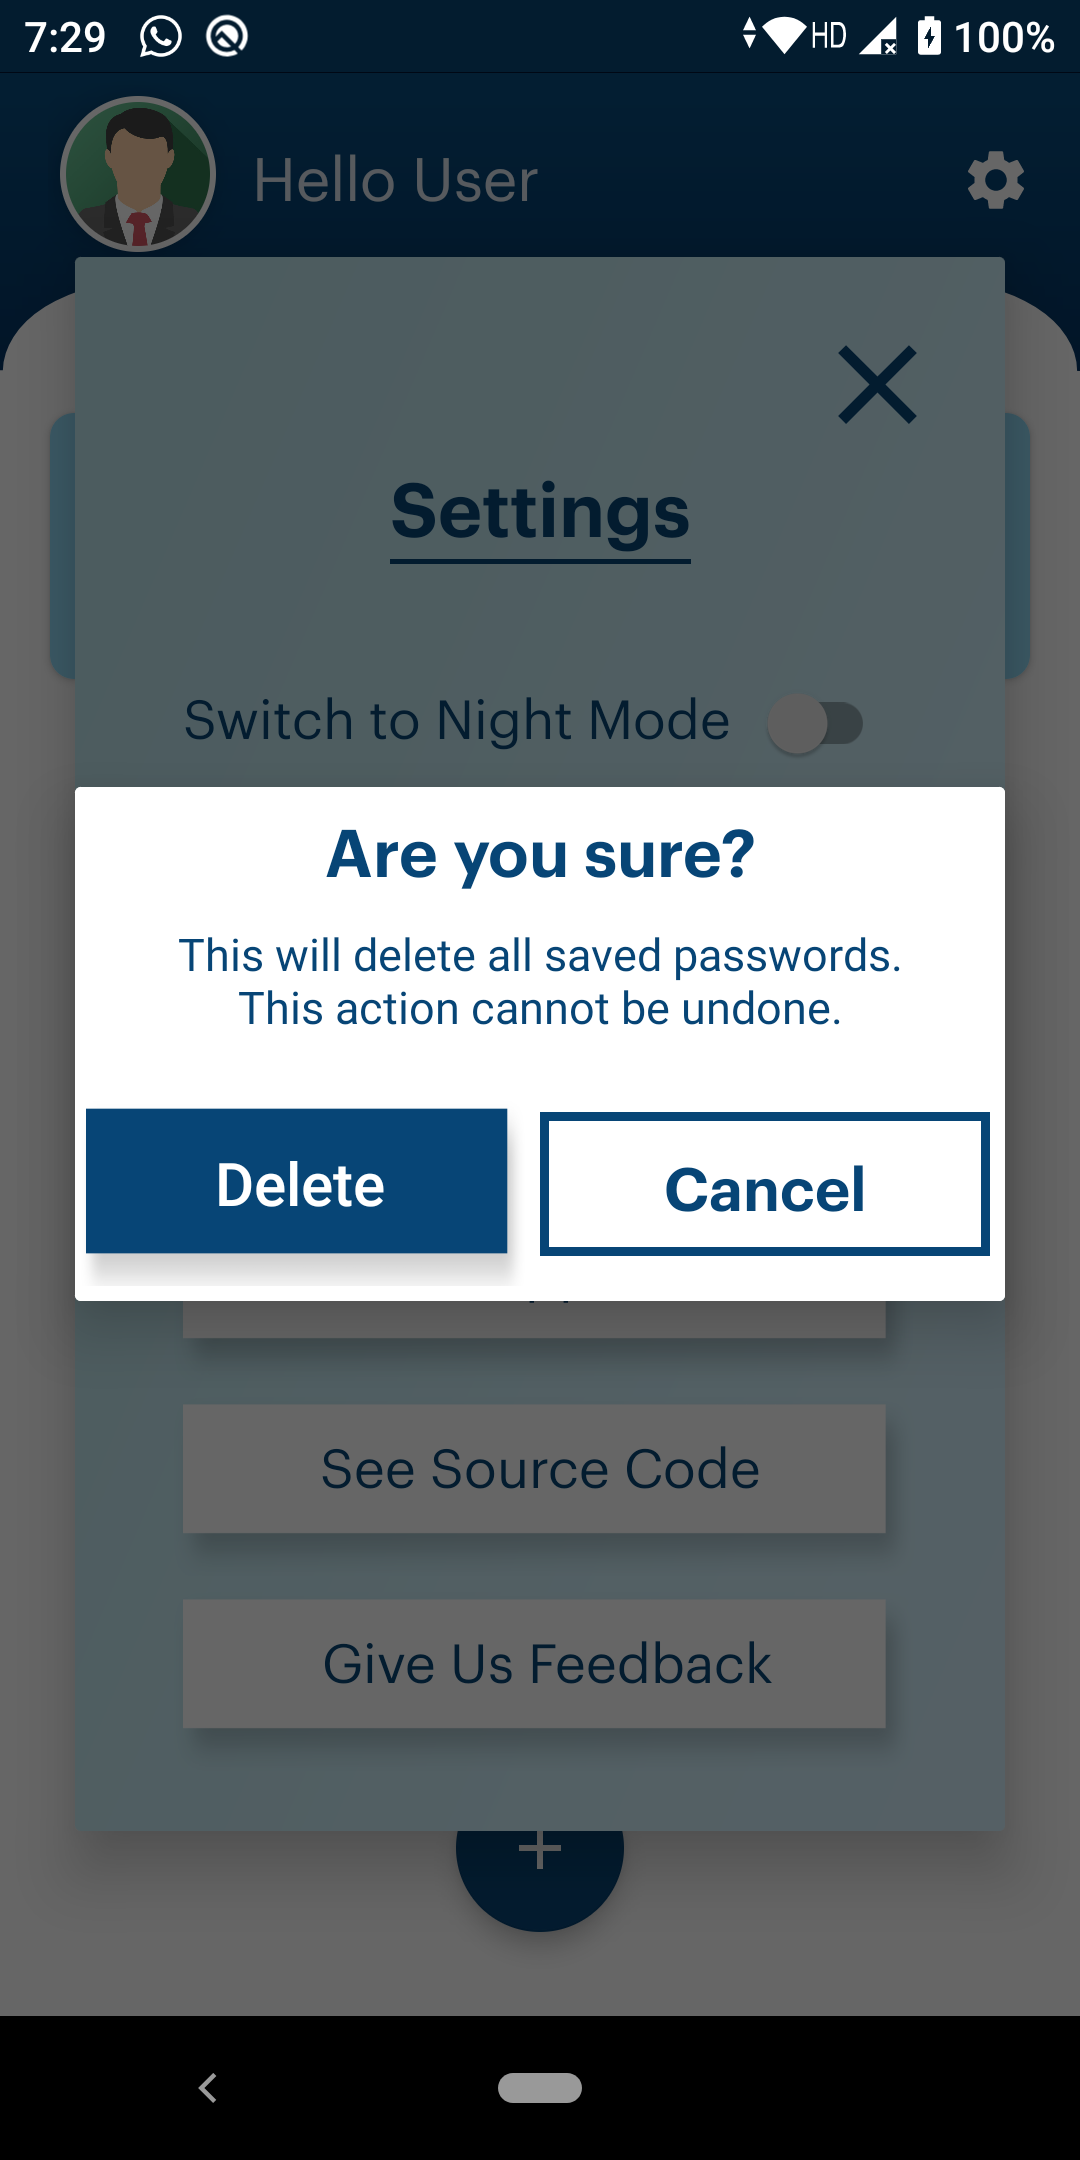 7:29 HD 100%
Hello User
Settings
Switch to Night Mode
Are you sure?
This will delete all saved passwords.
This action cannot be undone.
Delete Cancel
See Source Code
Give Us Feedback